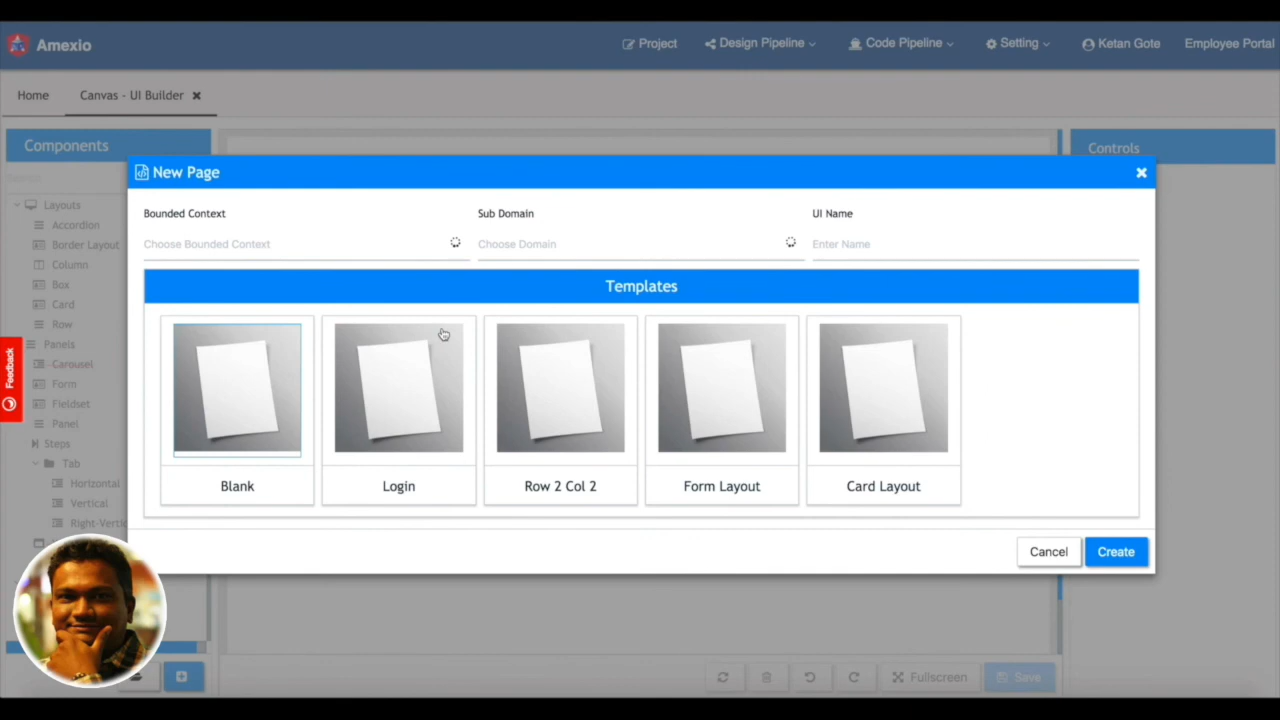 Amexio
Project
Design Pipeline
Code Pipeline
Setting
Ketan Gote
Employee Portal
Home
Canvas - UI Builder
Components
Controls
Layouts
Accordion
Border Layout
Column
Box
Card
Row
Panels
Carousel
Form
Fieldset
Panel
Steps
Tab
Horizontal
Vertical
Feedback
New Page
Bounded Context
Sub Domain
UI Name
Choose Bounded Context
Choose Domain
Enter Name
Templates
Blank
Login
Row 2 Col 2
Form Layout
Card Layout
Cancel
Create
Fullscreen
Save